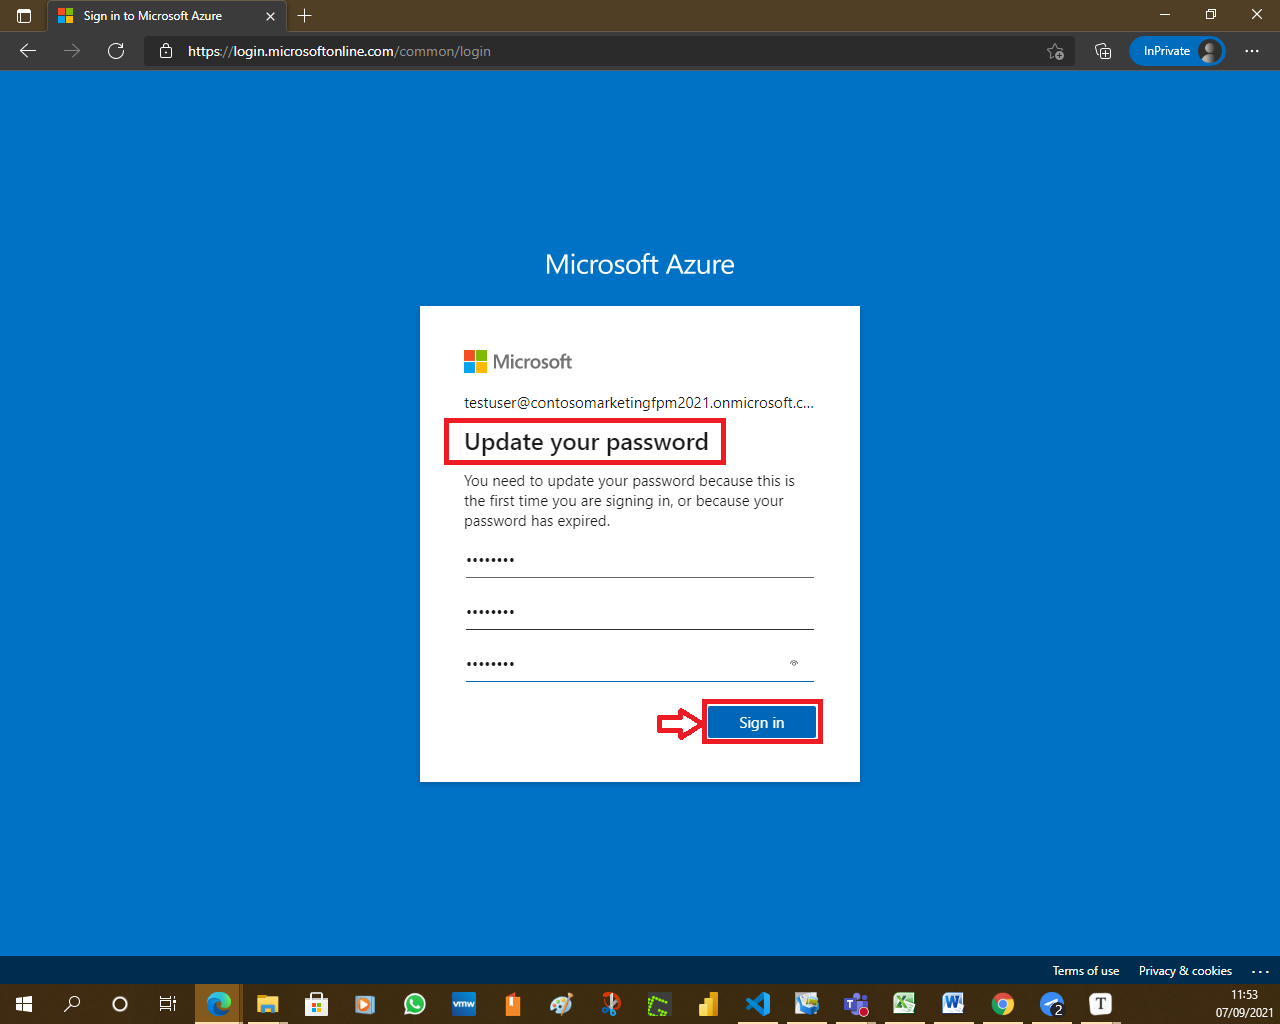 Sign in to Microsoft Azure
https://login.microsoftonline.com/common/login
InPrivate
Microsoft Azure
Microsoft
testuser@contosomarketingfpm2021.onmicrosoft.c...
Update your password
You need to update your password because this is
the first time you are signing in, or because your
password has expired.
Sign in
Terms of use
Privacy & cookies
...
vmw
2
T
11:53
07/09/2021